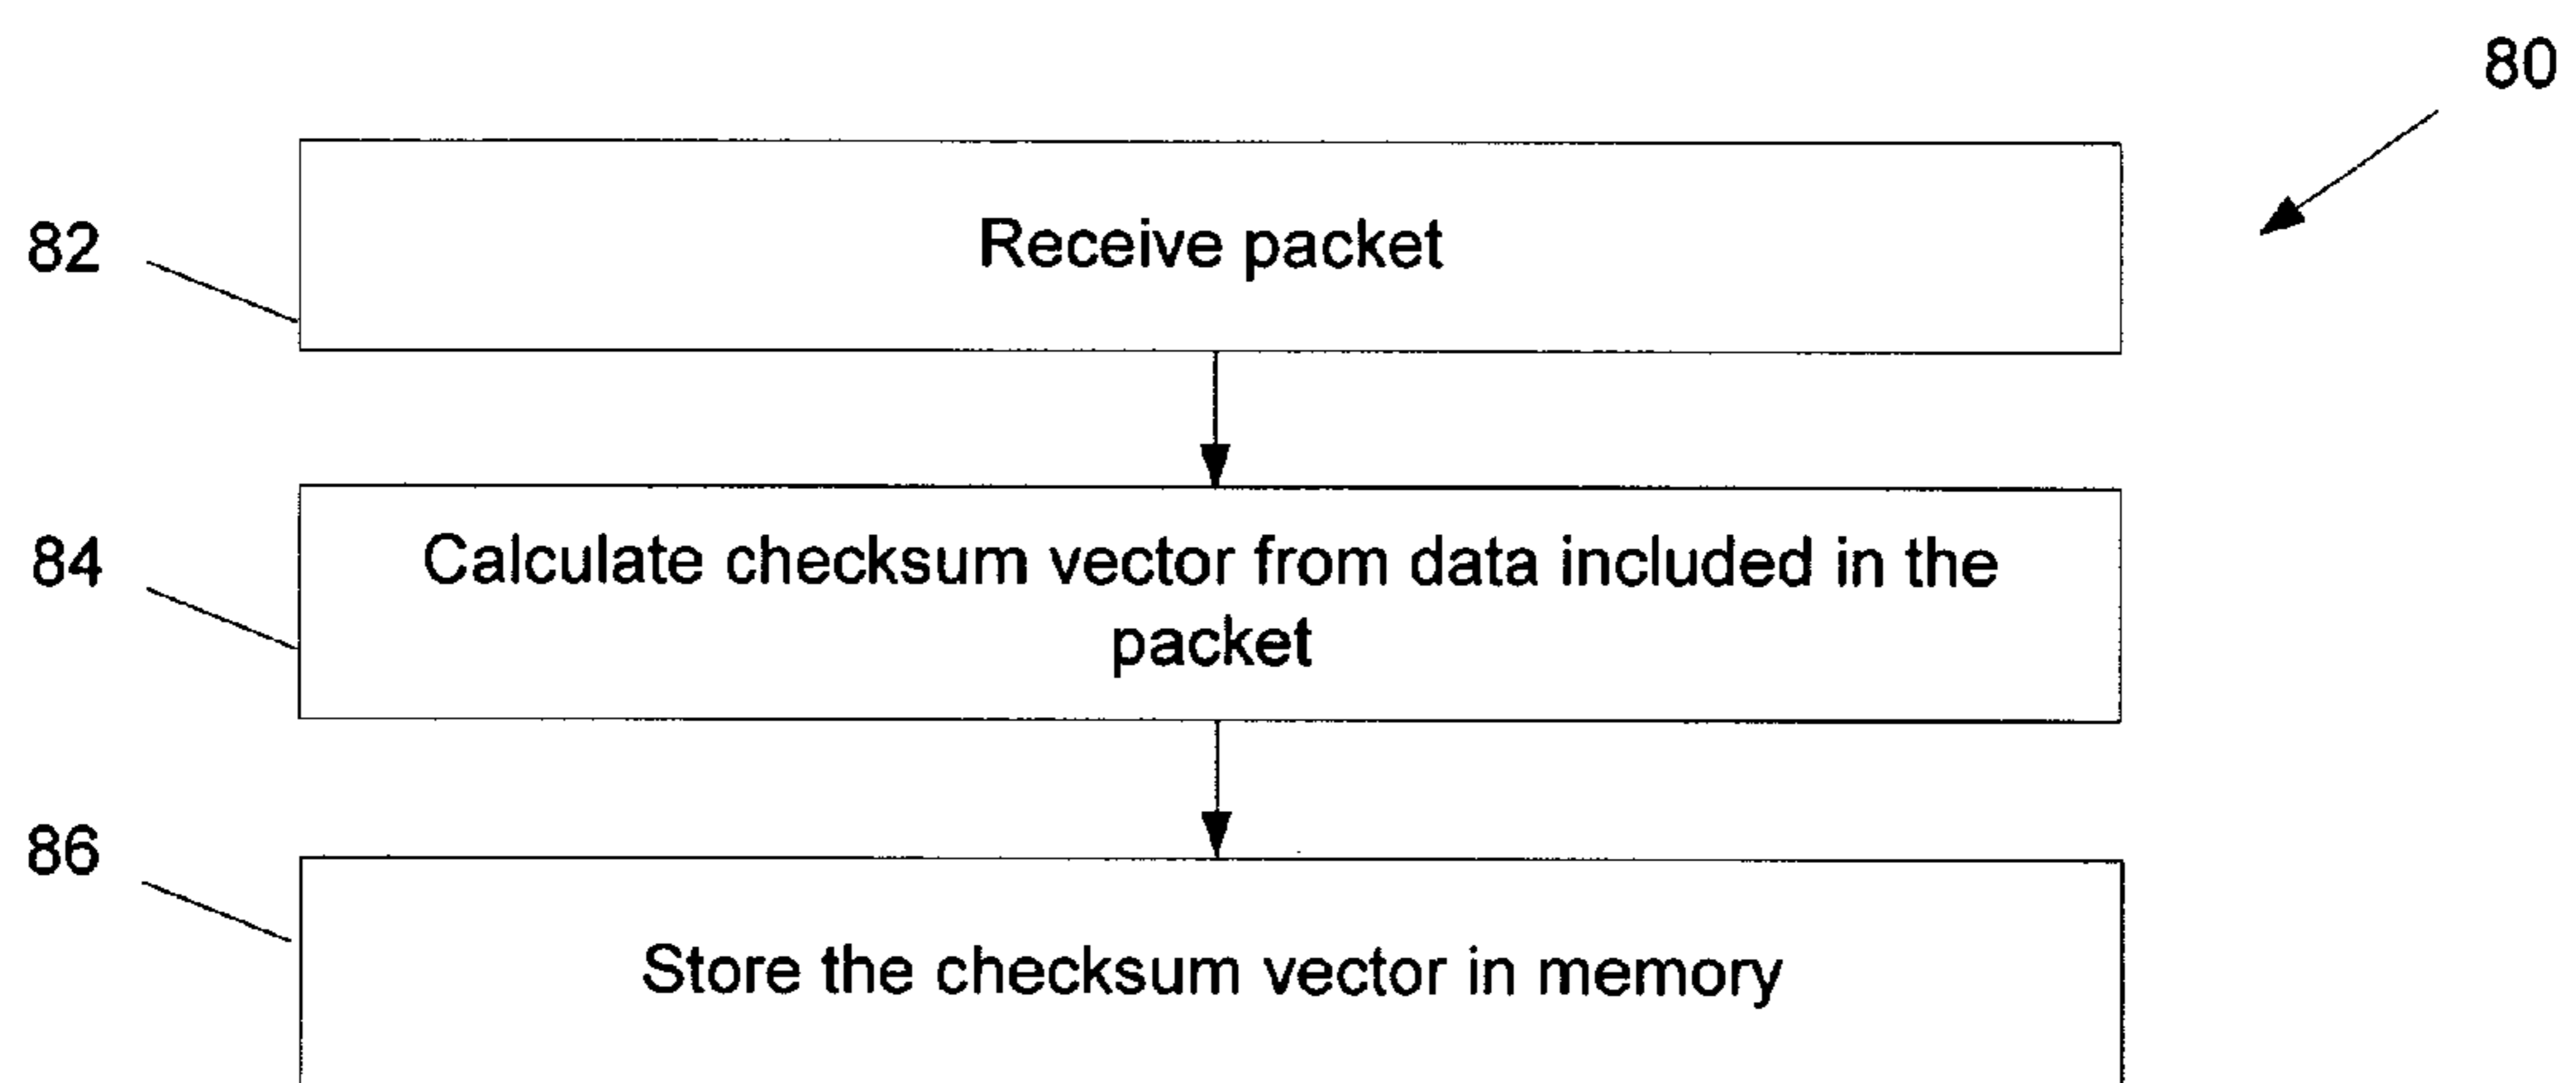 80
82
Receive packet
84
Calculate checksum vector from data included in the
packet
86
Store the checksum vector in memory